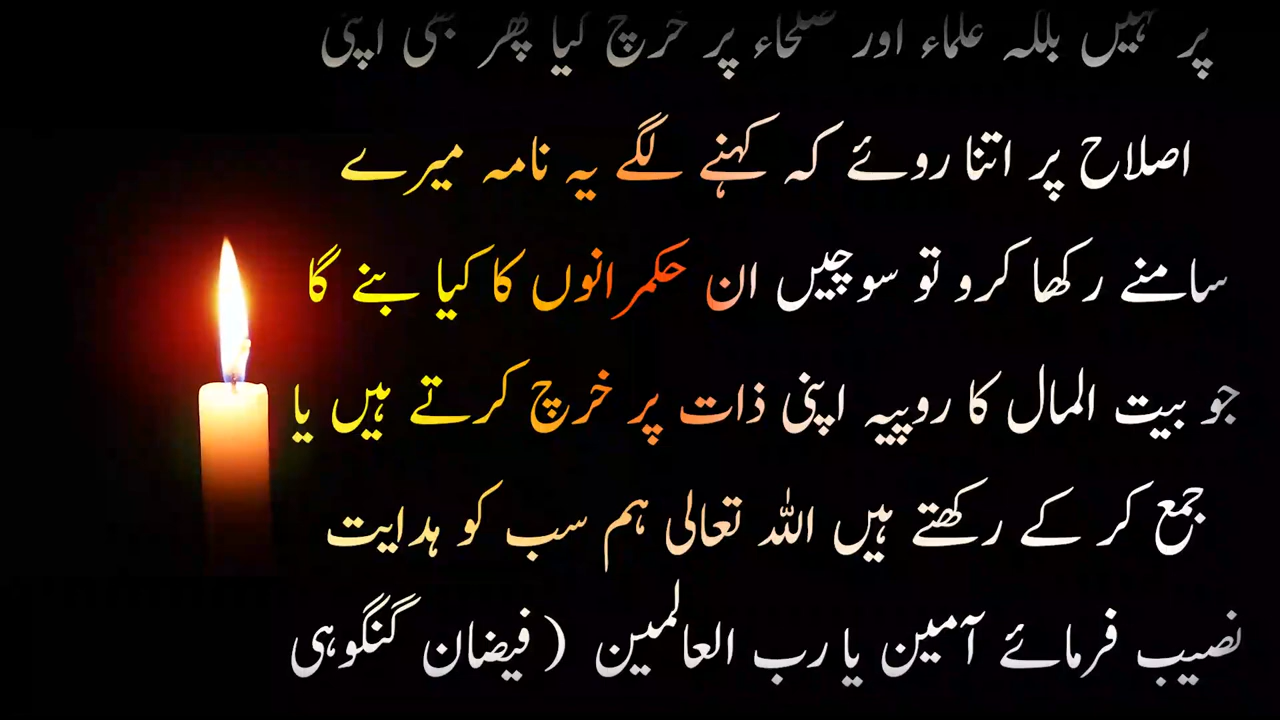 پر نہیں بلکہ علماء اور صلحاء پر خرچ کیا پھر بھی اپنی
اصلاح پر اتنا روئے کہ کہنے لگے یہ نامہ میرے
سامنے رکھا کرو تو سوچیں ان حکمرانوں کا کیا بنے گا
جو بیت المال کا روپیہ اپنی ذات پر خرچ کرتے ہیں یا
جمع کر کے رکھتے ہیں اللہ تعالی ہم سب کو ہدایت
نصیب فرمائے آمین یا رب العالمین (فیضان گنگوہی